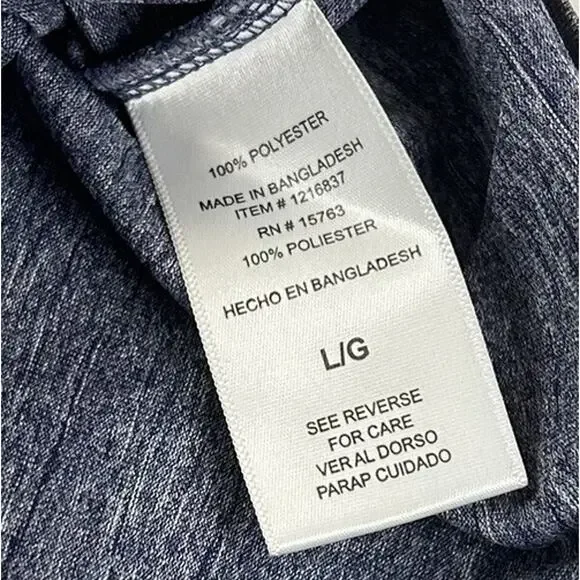 100% POLYESTER
MADE IN BANGLADESH
ITEM # 1216837
RN # 15763
100% POLIESTER
HECHO EN BANGLADESH
L/G
SEE REVERSE
FOR CARE
VER AL DORSO
PARAP CUIDADO